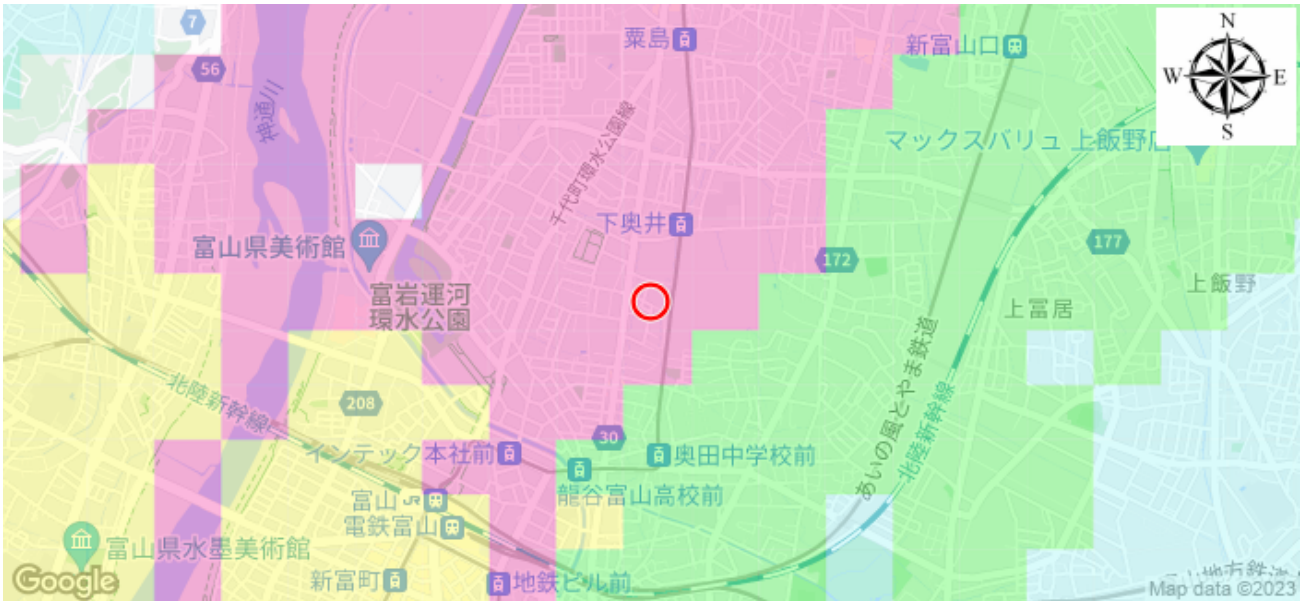 7
粟島
新富山口
N
W
E
S
56
神通川
千代町環水公園線
マックスバリュ 上飯野店
下奥井
富山県美術館
177
172
富岩運河
環水公園
上飯野
上冨居
あいの風とやま鉄道
北陸新幹線
北陸新幹線
208
30
インテック本社前
奥田中学校前
龍谷富山高校前
富山 JR
電鉄富山
富山県水墨美術館
新富町
地鉄ビル前
Google
Map data ©2023